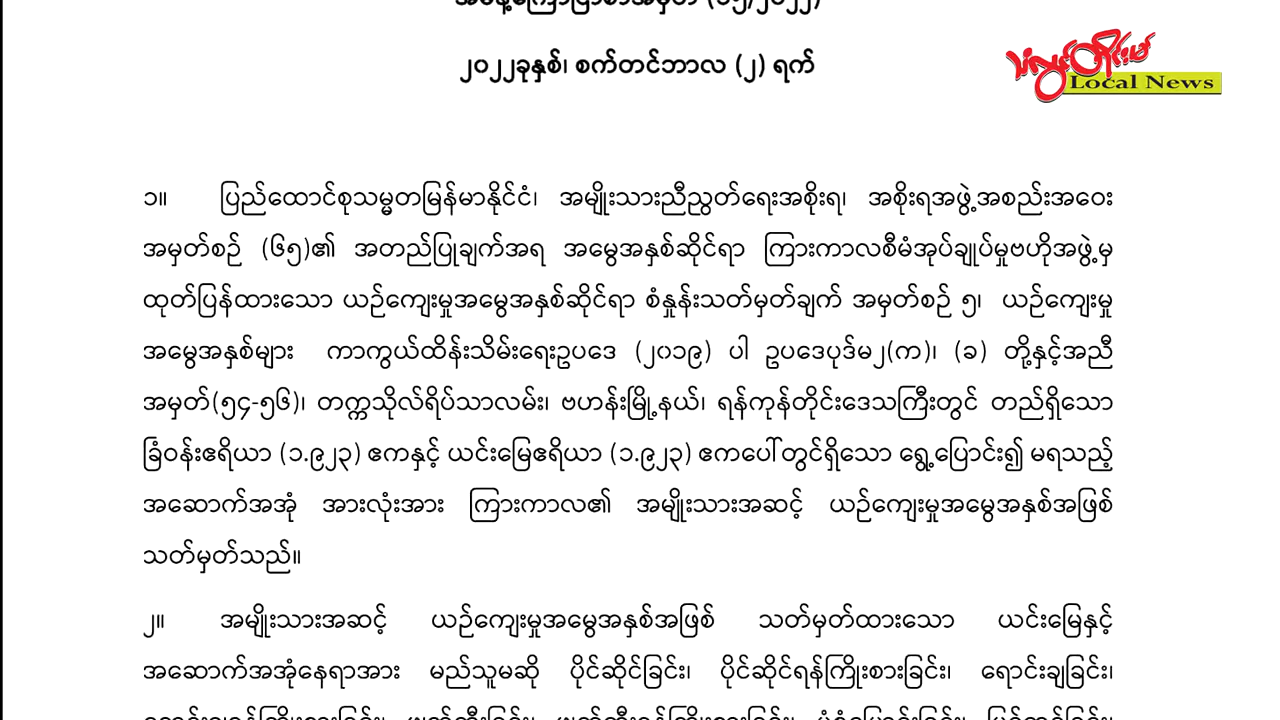 ၂၀၂၂ခုနှစ်၊ စက်တင်ဘာလ (၂) ရက်
Local News
၁။ ပြည်ထောင်စုသမ္မတမြန်မာနိုင်ငံ၊ အမျိုးသားညီညွတ်ရေးအစိုးရ၊ အစိုးရအဖွဲ့အစည်းအဝေး
အမှတ်စဉ် (၆၅)၏ အတည်ပြုချက်အရ အမွေအနှစ်ဆိုင်ရာ ကြားကာလစီမံအုပ်ချုပ်မှုဗဟိုအဖွဲ့မှ
ထုတ်ပြန်ထားသော ယဉ်ကျေးမှုအမွေအနှစ်ဆိုင်ရာ စံနှုန်းသတ်မှတ်ချက် အမှတ်စဉ် ၅၊ ယဉ်ကျေးမှု
အမွေအနှစ်များ ကာကွယ်ထိန်းသိမ်းရေးဥပဒေ (၂၀၁၉) ပါ ဥပဒေပုဒ်မ၂(က)၊ (ခ) တို့နှင့်အညီ
အမှတ်(၅၄-၅၆)၊ တက္ကသိုလ်ရိပ်သာလမ်း၊ ဗဟန်းမြို့နယ်၊ ရန်ကုန်တိုင်းဒေသကြီးတွင် တည်ရှိသော
ခြံဝန်းဧရိယာ (၁.၉၂၃) ဧကနှင့် ယင်းမြေဧရိယာ (၁.၉၂၃) ဧကပေါ်တွင်ရှိသော ရွှေ့ပြောင်း၍ မရသည့်
အဆောက်အအုံ အားလုံးအား ကြားကာလ၏ အမျိုးသားအဆင့် ယဉ်ကျေးမှုအမွေအနှစ်အဖြစ်
သတ်မှတ်သည်။
၂။ အမျိုးသားအဆင့် ယဉ်ကျေးမှုအမွေအနှစ်အဖြစ် သတ်မှတ်ထားသော ယင်းမြေနှင့်
အဆောက်အအုံနေရာအား မည်သူမဆို ပိုင်ဆိုင်ခြင်း၊ ပိုင်ဆိုင်ရန်ကြိုးစားခြင်း၊ ရောင်းချခြင်း၊